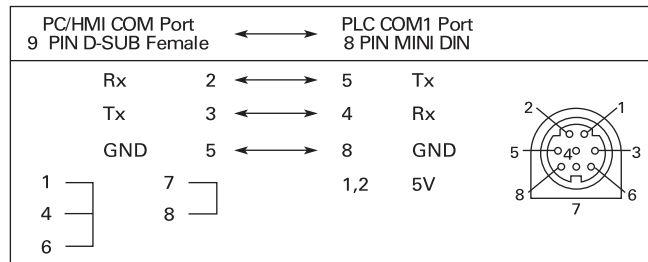 PC/HMI COM Port PLC COM1 Port
9 PIN D-SUB Female 8 PIN MINI DIN
Rx 2 5 Tx
Tx 3 4 Rx
GND 5 8 GND
1 7 1,2 5V
4 8
6
2 1
5 4 3
8 6
7